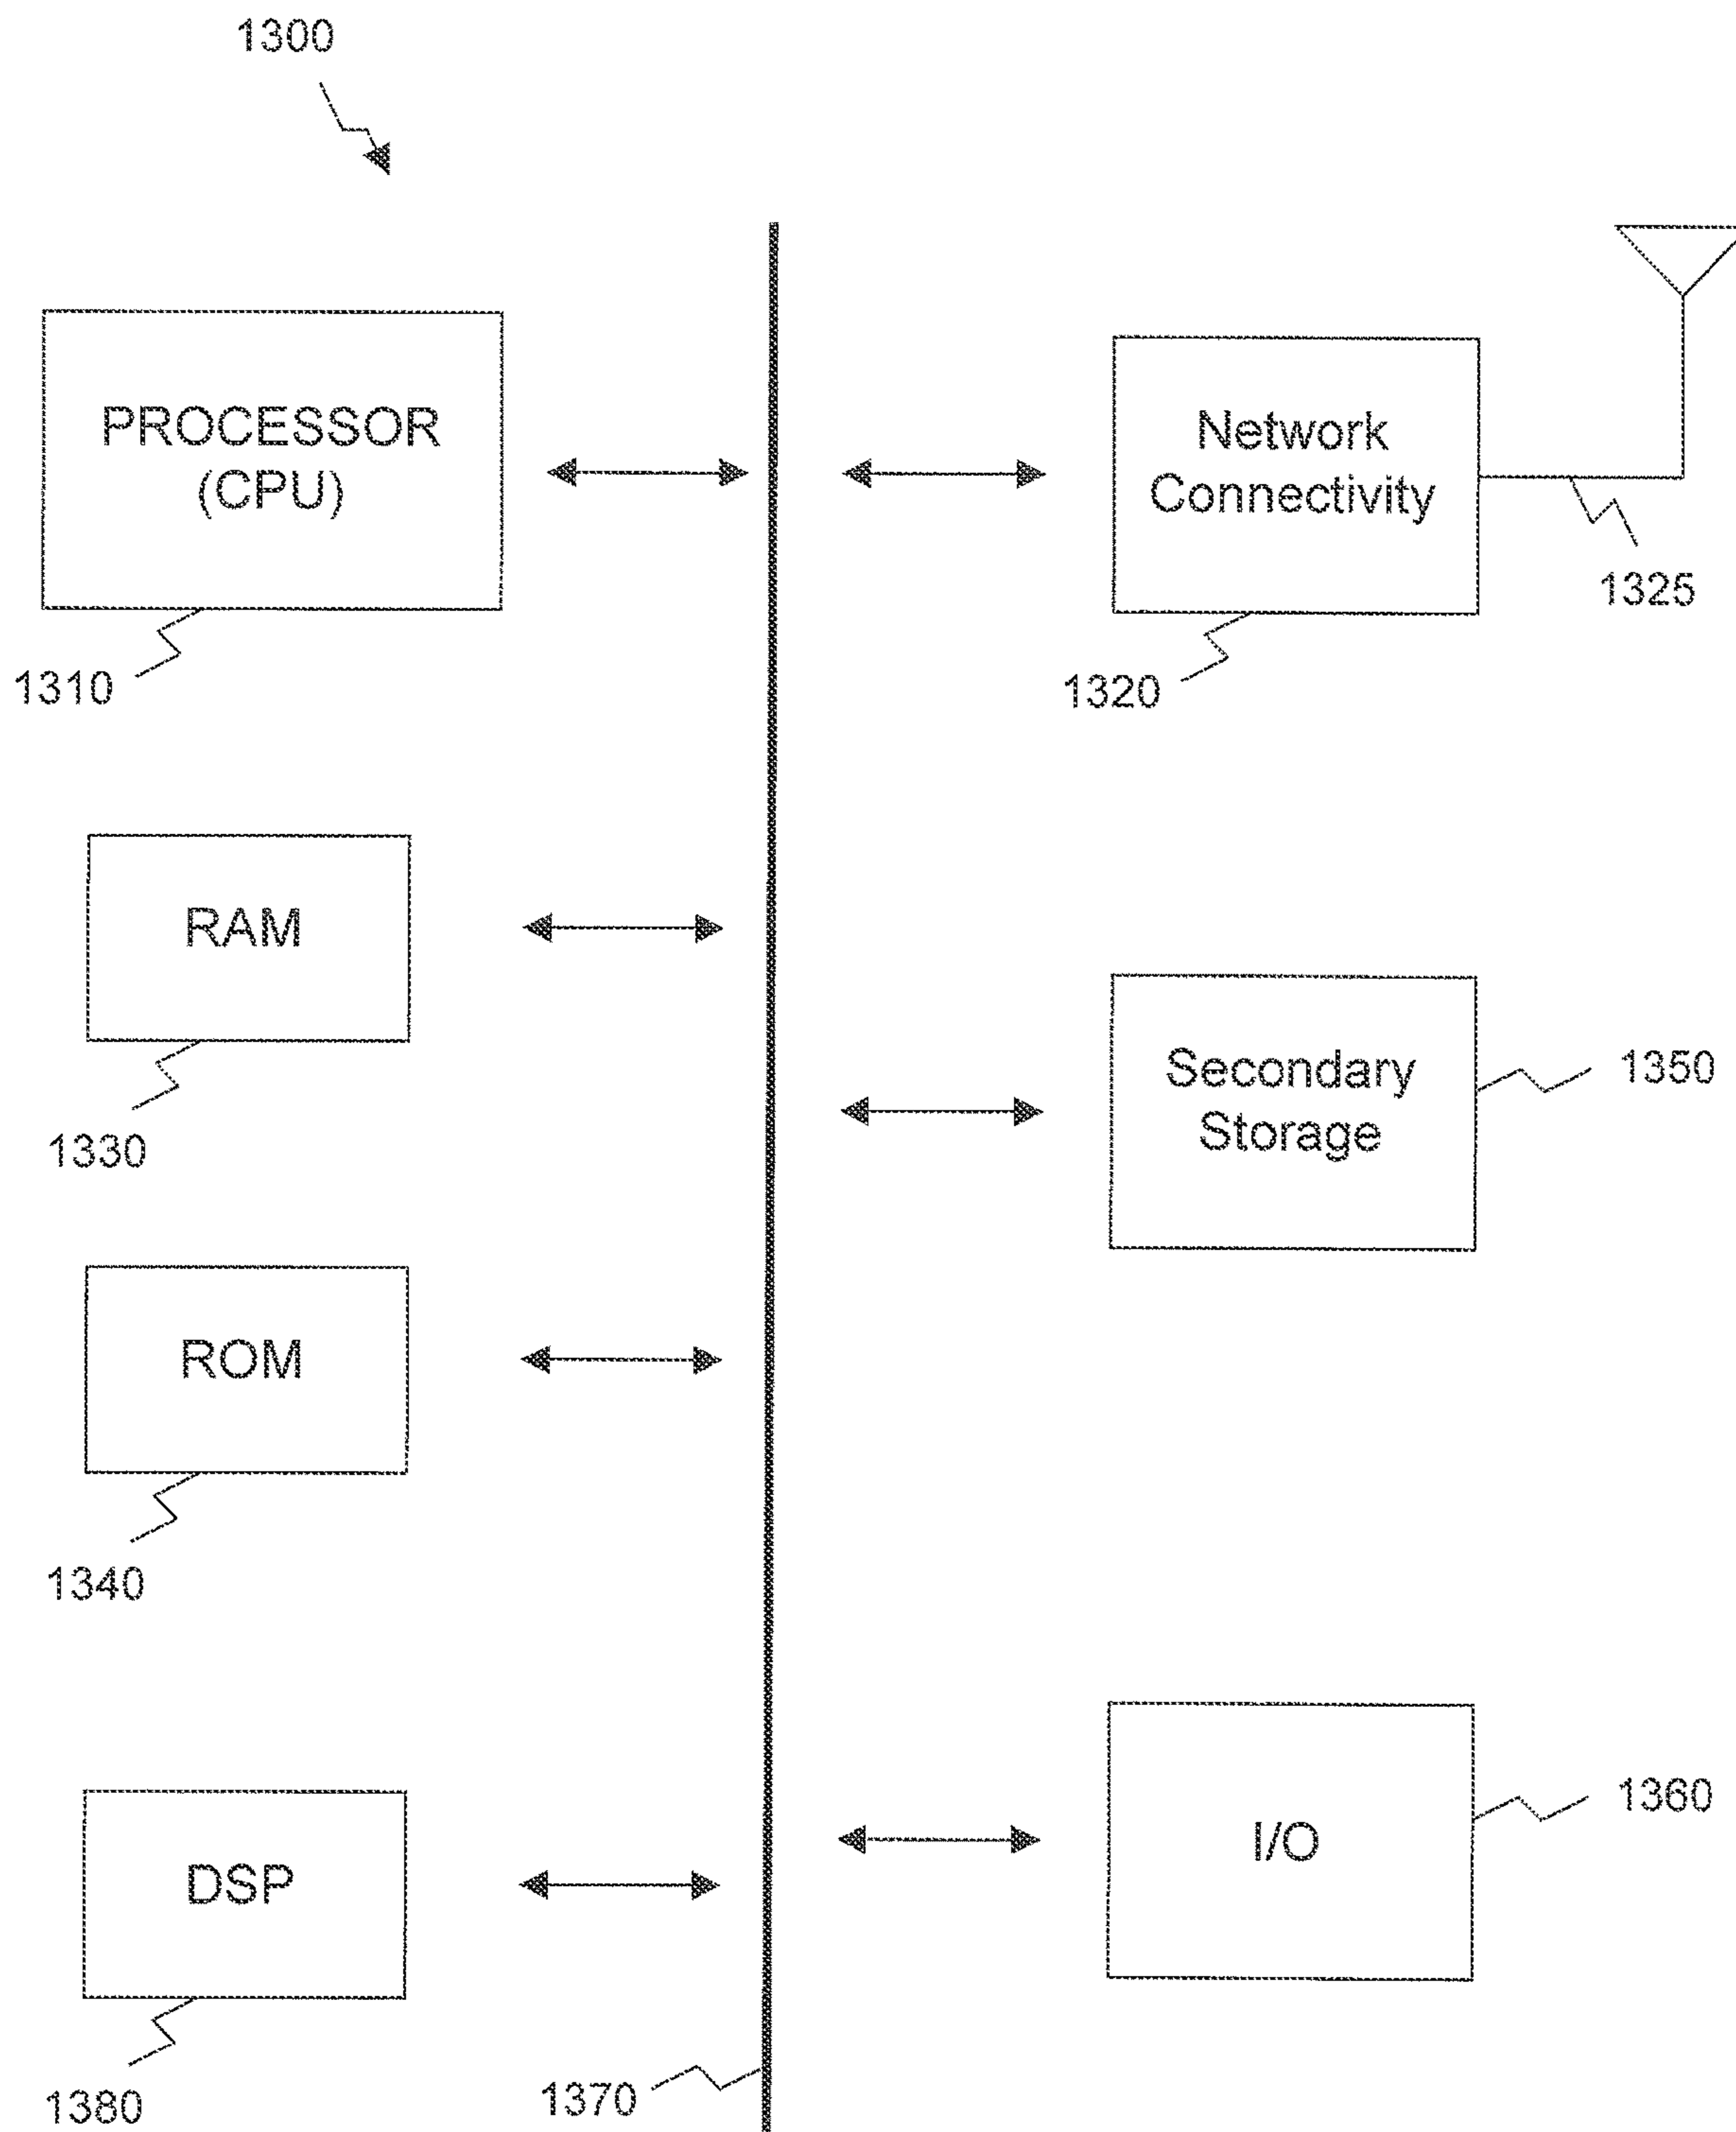 1300
PROCESSOR
(CPU)
1310
Network
Connectivity
1325
1320
RAM
1330
Secondary
Storage
1350
ROM
1340
I/O
1360
DSP
1380
1370